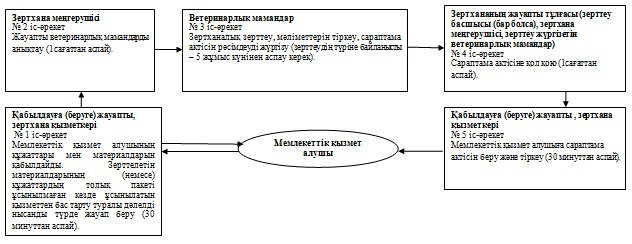 Зертхана меңгерушісі
№ 2 іс-әрекет
Жауапты ветеринарлық мамандарды
анықтау (1сағаттан аспай).
Ветеринарлық мамандар
№ 3 іс-әрекет
Зертханалық зерттеу, мәліметтерін тіркеу, сараптама
актісін ресімдеуді жүргізу (зерттеудің түріне байланысты
– 5 жұмыс күнінен аспау керек).
Зертхананың жауапты тұлғасы (зерттеу
басшысы (бар болса), зертхана
меңгерушісі, зерттеу жүргізетін
ветеринарлық мамандар)
№ 4 іс-әрекет
Сараптама актісіне қол қою (1сағаттан
аспай).
Қабылдауға (беруге) жауапты,
зертхана қызметкері
№ 1 іс-әрекет
Мемлекеттік қызмет алушының
құжаттары мен материалдарын
қабылдайды. Зерттелетін
материалдарының (немесе)
құжаттардың толық пакеті
ұсынылмаған кезде ұсынылатын
қызметтен бас тарту туралы дәлелді
нысанды түрде жауап беру (30
минуттан аспай).
Мемлекеттік қызмет
алушы
Қабылдауға (беруге) жауапты , зертхана
қызметкері
№ 5 іс-әрекет
Мемлекеттік қызмет алушыға сараптама
актісін беру және тіркеу (30 минуттан аспай).